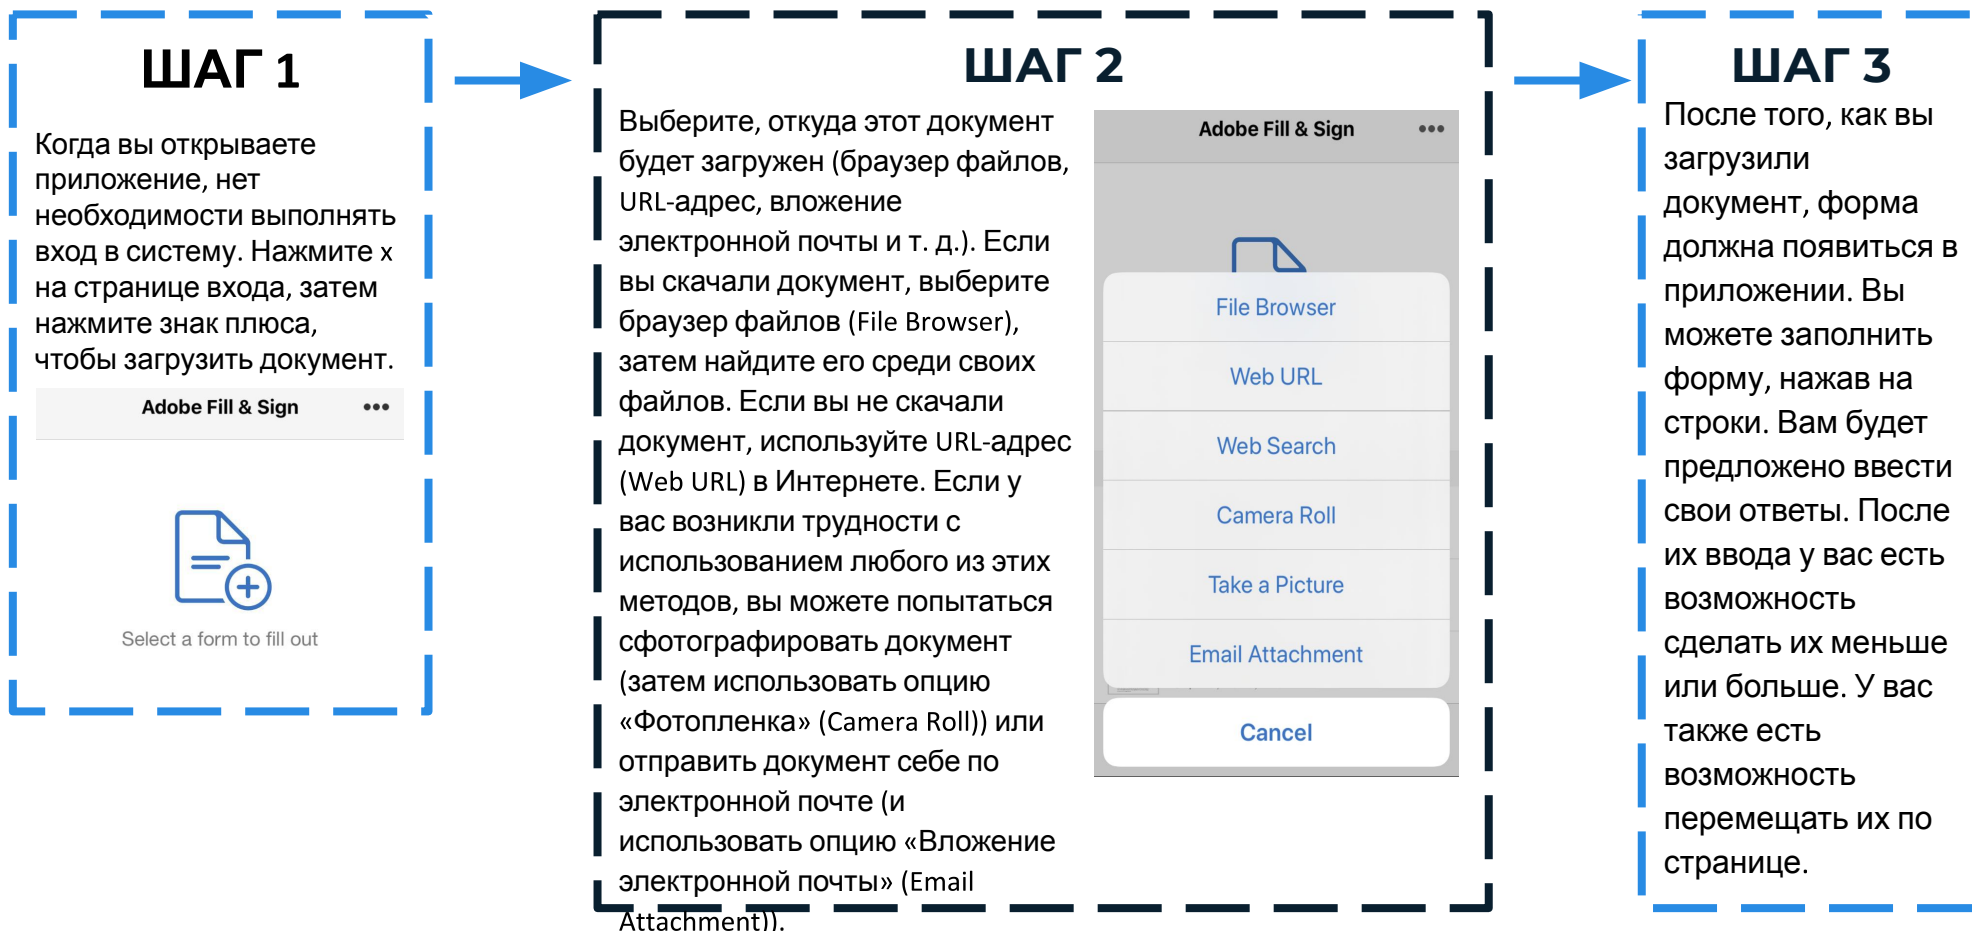 ШАГ 1
Когда вы открываете
приложение, нет
необходимости выполнять
вход в систему. Нажмите x
на странице входа, затем
нажмите знак плюса,
чтобы загрузить документ.
Adobe Fill & Sign •••
Select a form to fill out
ШАГ 2
Выберите, откуда этот документ
будет загружен (браузер файлов,
URL-адрес, вложение
электронной почты и т. д.). Если
вы скачали документ, выберите
браузер файлов (File Browser),
затем найдите его среди своих
файлов. Если вы не скачали
документ, используйте URL-адрес
(Web URL) в Интернете. Если у
вас возникли трудности с
использованием любого из этих
методов, вы можете попытаться
сфотографировать документ
(затем использовать опцию
«Фотопленка» (Camera Roll)) или
отправить документ себе по
электронной почте (и
использовать опцию «Вложение
электронной почты» (Email
Attachment)).
Adobe Fill & Sign •••
File Browser
Web URL
Web Search
Camera Roll
Take a Picture
Email Attachment
Cancel
ШАГ 3
После того, как вы
загрузили
документ, форма
должна появиться в
приложении. Вы
можете заполнить
форму, нажав на
строки. Вам будет
предложено ввести
свои ответы. После
их ввода у вас есть
возможность
сделать их меньше
или больше. У вас
также есть
возможность
перемещать их по
странице.